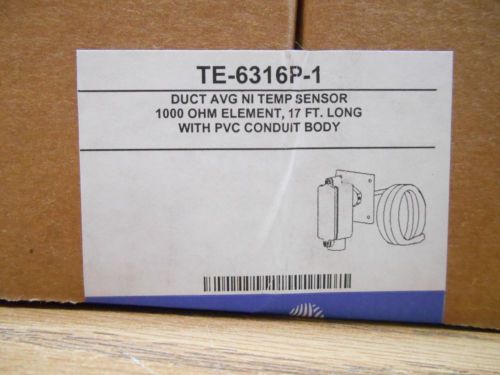 TE-6316P-1
DUCT AVG NI TEMP SENSOR
1000 OHM ELEMENT, 17 FT. LONG
WITH PVC CONDUIT BODY